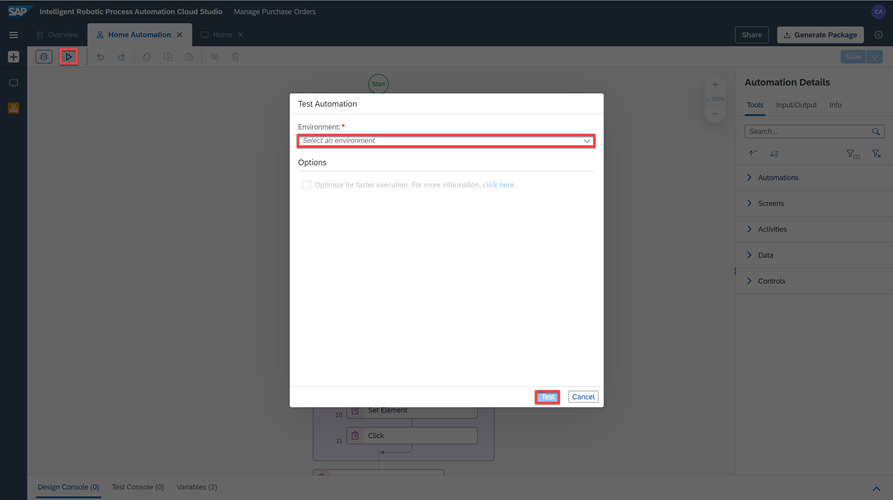 SAP Intelligent Robotic Process Automation Cloud Studio Manage Purchase Orders CA
Overview Home Automation Home Share Generate Package
Save
Start
100%
Automation Details
Tools Input/Output Info
Search...
(2)
Automations
Screens
Activities
Data
Controls
Test Automation
Environment: *
Select an environment
Options
Optimize for faster execution. For more information, click here.
Test Cancel
10 Set Element
11 Click
Design Console (0) Test Console (0) Variables (2)